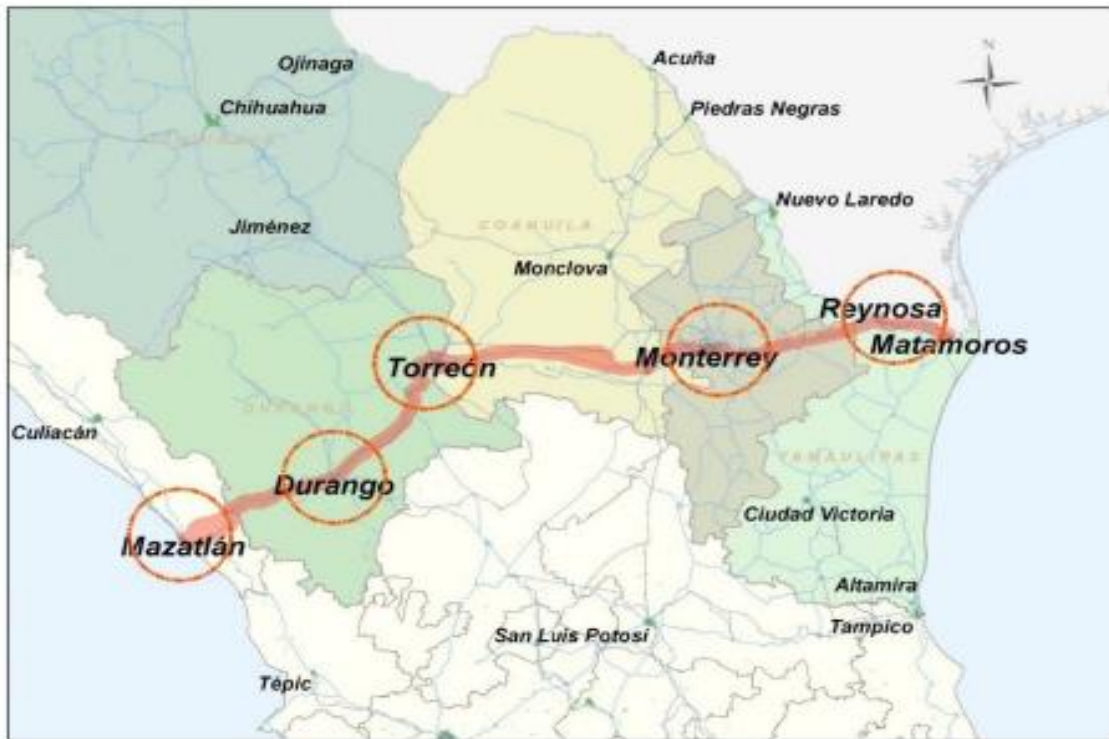 Acuña
Ojinaga
N
Chihuahua
Piedras Negras
Nuevo Laredo
COAHUILA
Jiménez
Monclova
Reynosa
Matamoros
Monterrey
Torreón
DURANGO
Culiacán
TAMAULIPAS
Durango
Ciudad Victoria
Mazatlán
Altamira
Tampico
San Luis Potosí
Tepic